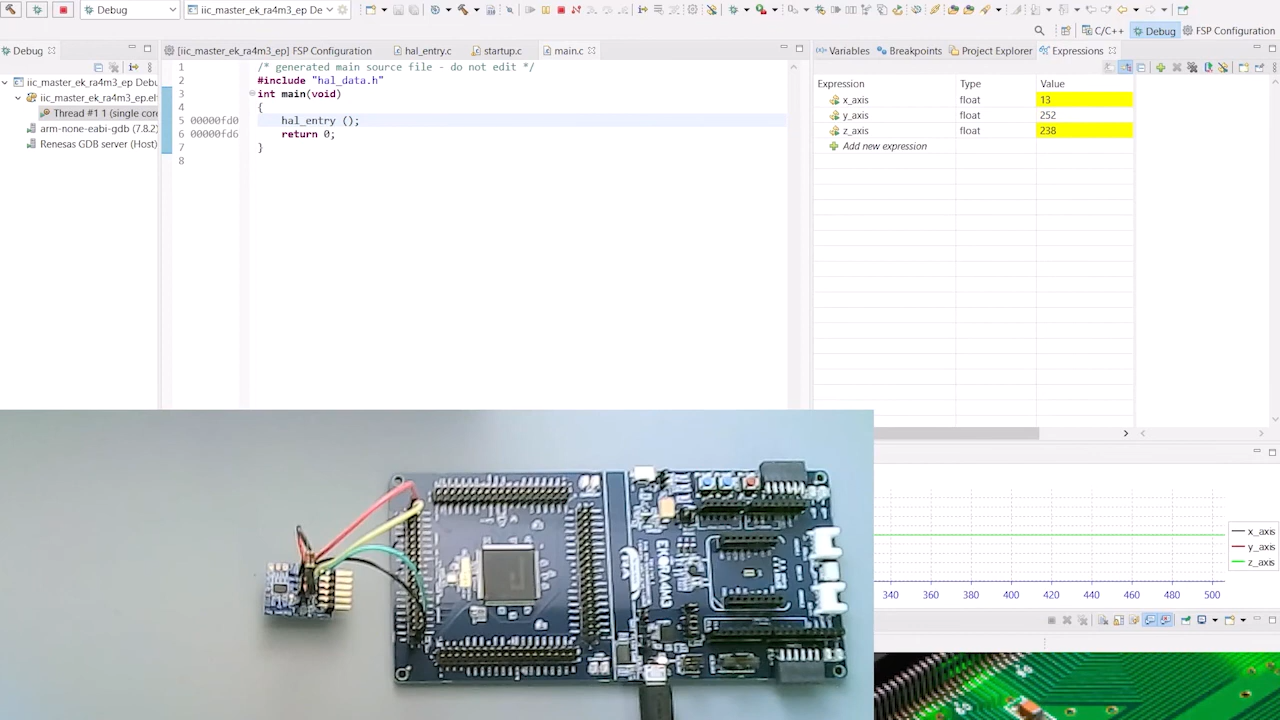 Debug
iic_master_ek_ra4m3_ep De
C/C++
Debug
FSP Configuration
Debug
[iic_master_ek_ra4m3_ep] FSP Configuration
hal_entry.c
startup.c
main.c
Variables
Breakpoints
Project Explorer
Expressions
iic_master_ek_ra4m3_ep Debu
iic_master_ek_ra4m3_ep.el
Thread #1 1 (single cor
arm-none-eabi-gdb (7.8.2)
Renesas GDB server (Host)
1 /* generated main source file - do not edit */
2 #include "hal_data.h"
3 int main(void)
4 {
5 00000fd0 hal_entry ();
6 00000fd6 return 0;
7 }
8
Expression Type Value
x_axis float 13
y_axis float 252
z_axis float 238
Add new expression
x_axis
y_axis
z_axis
340 360 380 400 420 440 460 480 500
EK-RA4M3